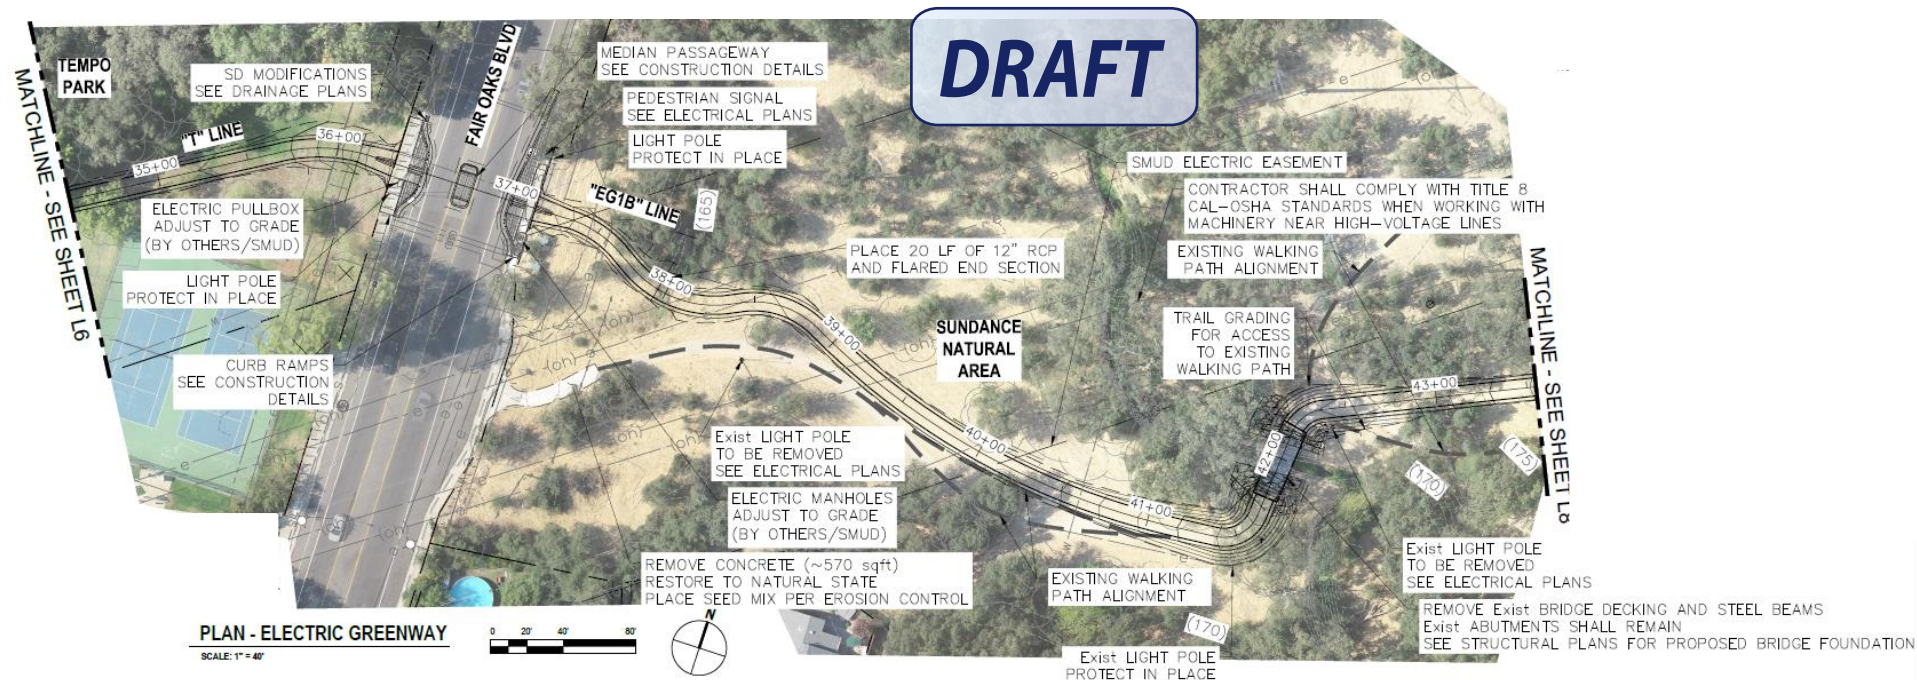 DRAFT
TEMPO
PARK
MATCHLINE - SEE SHEET L6
SD MODIFICATIONS
SEE DRAINAGE PLANS
"T" LINE
35+00
36+00
FAIR OAKS BLVD
37+00
MEDIAN PASSAGEWAY
SEE CONSTRUCTION DETAILS
PEDESTRIAN SIGNAL
SEE ELECTRICAL PLANS
LIGHT POLE
PROTECT IN PLACE
"EG1B" LINE
(165)
ELECTRIC PULLBOX
ADJUST TO GRADE
(BY OTHERS/SMUD)
LIGHT POLE
PROTECT IN PLACE
CURB RAMPS
SEE CONSTRUCTION
DETAILS
38+00
PLACE 20 LF OF 12" RCP
AND FLARED END SECTION
39+00
SUNDANCE
NATURAL
AREA
SMUD ELECTRIC EASEMENT
CONTRACTOR SHALL COMPLY WITH TITLE 8
CAL-OSHA STANDARDS WHEN WORKING WITH
MACHINERY NEAR HIGH-VOLTAGE LINES
EXISTING WALKING
PATH ALIGNMENT
TRAIL GRADING
FOR ACCESS
TO EXISTING
WALKING PATH
MATCHLINE - SEE SHEET L8
43+00
42+00
(175)
(170)
40+00
41+00
(oh)
(oh)
(oh)
(oh)
(oh)
Exist LIGHT POLE
TO BE REMOVED
SEE ELECTRICAL PLANS
ELECTRIC MANHOLES
ADJUST TO GRADE
(BY OTHERS/SMUD)
REMOVE CONCRETE (~570 sqft)
RESTORE TO NATURAL STATE
PLACE SEED MIX PER EROSION CONTROL
EXISTING WALKING
PATH ALIGNMENT
(170)
Exist LIGHT POLE
PROTECT IN PLACE
Exist LIGHT POLE
TO BE REMOVED
SEE ELECTRICAL PLANS
REMOVE Exist BRIDGE DECKING AND STEEL BEAMS
Exist ABUTMENTS SHALL REMAIN
SEE STRUCTURAL PLANS FOR PROPOSED BRIDGE FOUNDATION
PLAN - ELECTRIC GREENWAY
SCALE: 1" = 40'
0 20' 40' 80'
N